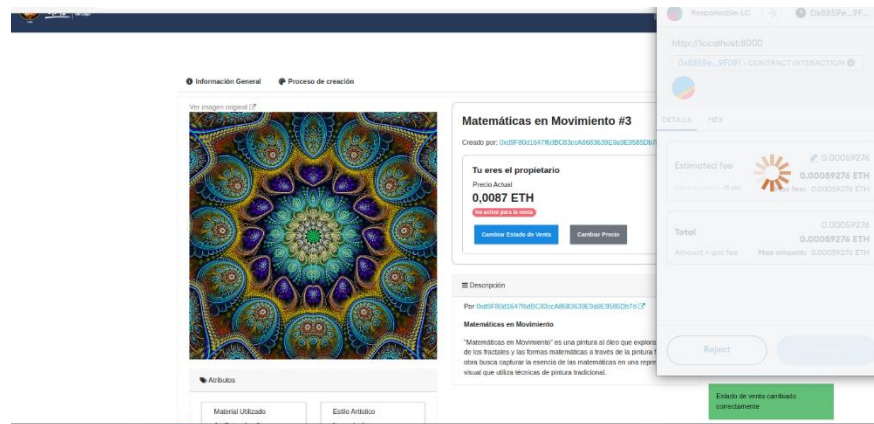 Información General
Proceso de creación
Ver imagen original
Matemáticas en Movimiento #3
Creado por:
Tu eres el propietario
Precio Actual
0,0087 ETH
No activo para la venta
Cambiar Estado de Venta
Cambiar Precio
Descripción
Por
Matemáticas en Movimiento
"Matemáticas en Movimiento" es una pintura al óleo que explora
de los fractales y las formas matemáticas a través de la pintura
obra busca capturar la esencia de las matemáticas en una
visual que utiliza técnicas de pintura tradicional.
Atributos
Material Utilizado
Estilo Artístico
Responsable-LC
0x8859e...9F...
http://localhost:8000
CONTRACT INTERACTION
DETAILS
HEX
Estimated fee
0.00059276
0.00059276 ETH
0.00059276 ETH
Total
0.00059276
0.00059276 ETH
Amount + gas fee
Max amount: 0.00059276 ETH
Reject
Estado de venta cambiado
correctamente